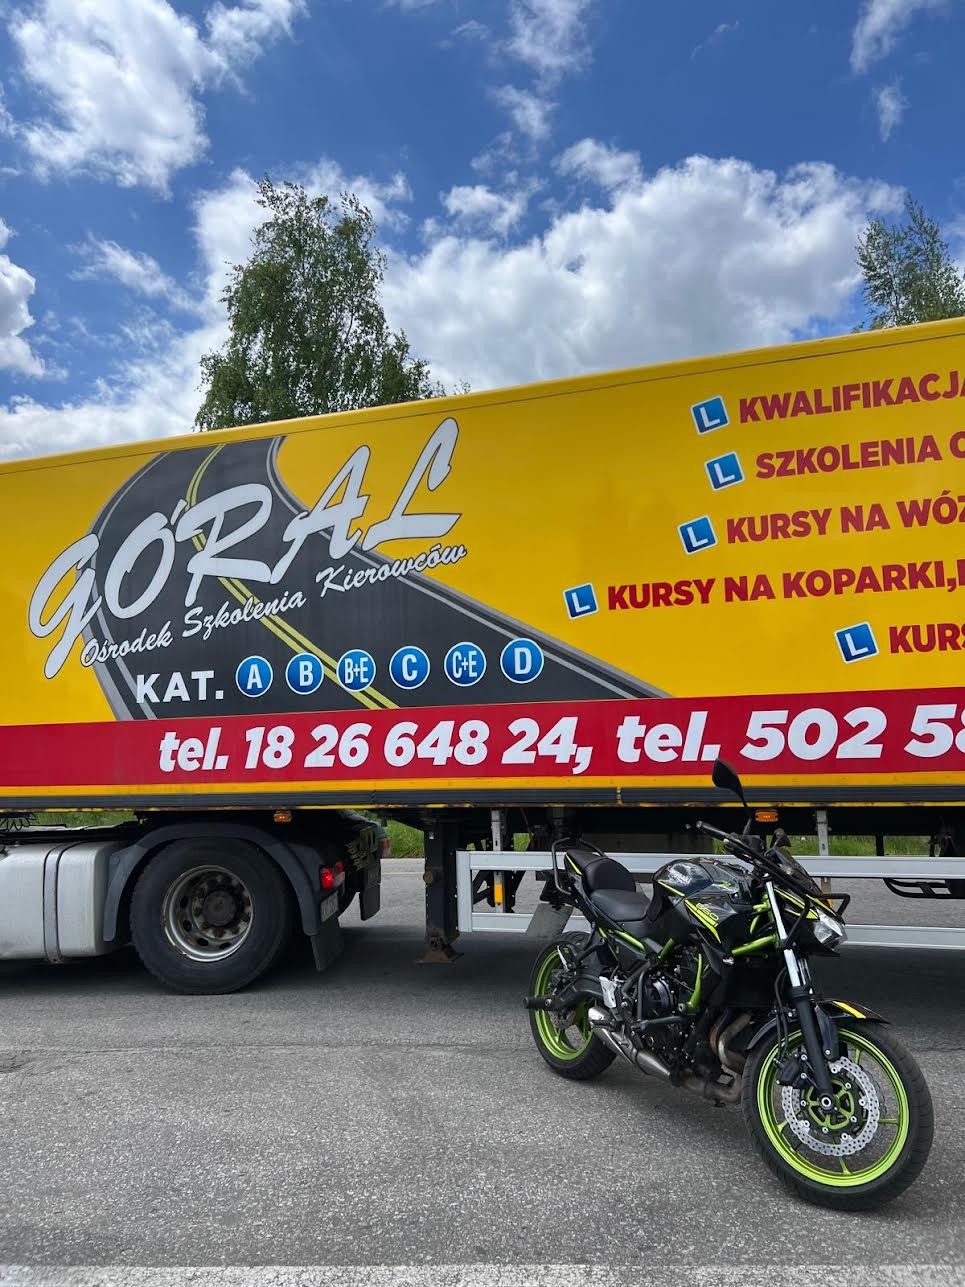 GÓRAL
Ośrodek Szkolenia Kierowców
KAT. A B B+E C C+E D
L KWALIFIKACJA
L SZKOLENIA
L KURSY NA WÓZ
L KURSY NA KOPARKI,
L KURS
tel. 18 26 648 24, tel. 502 58
650